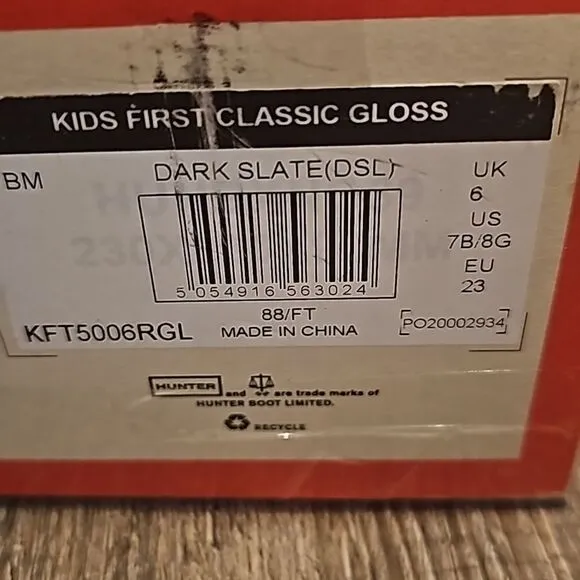 KIDS FIRST CLASSIC GLOSS
BM
DARK SLATE(DSL)
UK
6
US
7B/8G
EU
23
5 054916 563024
88/FT
MADE IN CHINA
KFT5006RGL
PO20002934
HUNTER and are trade marks of
HUNTER BOOT LIMITED.
RECYCLE